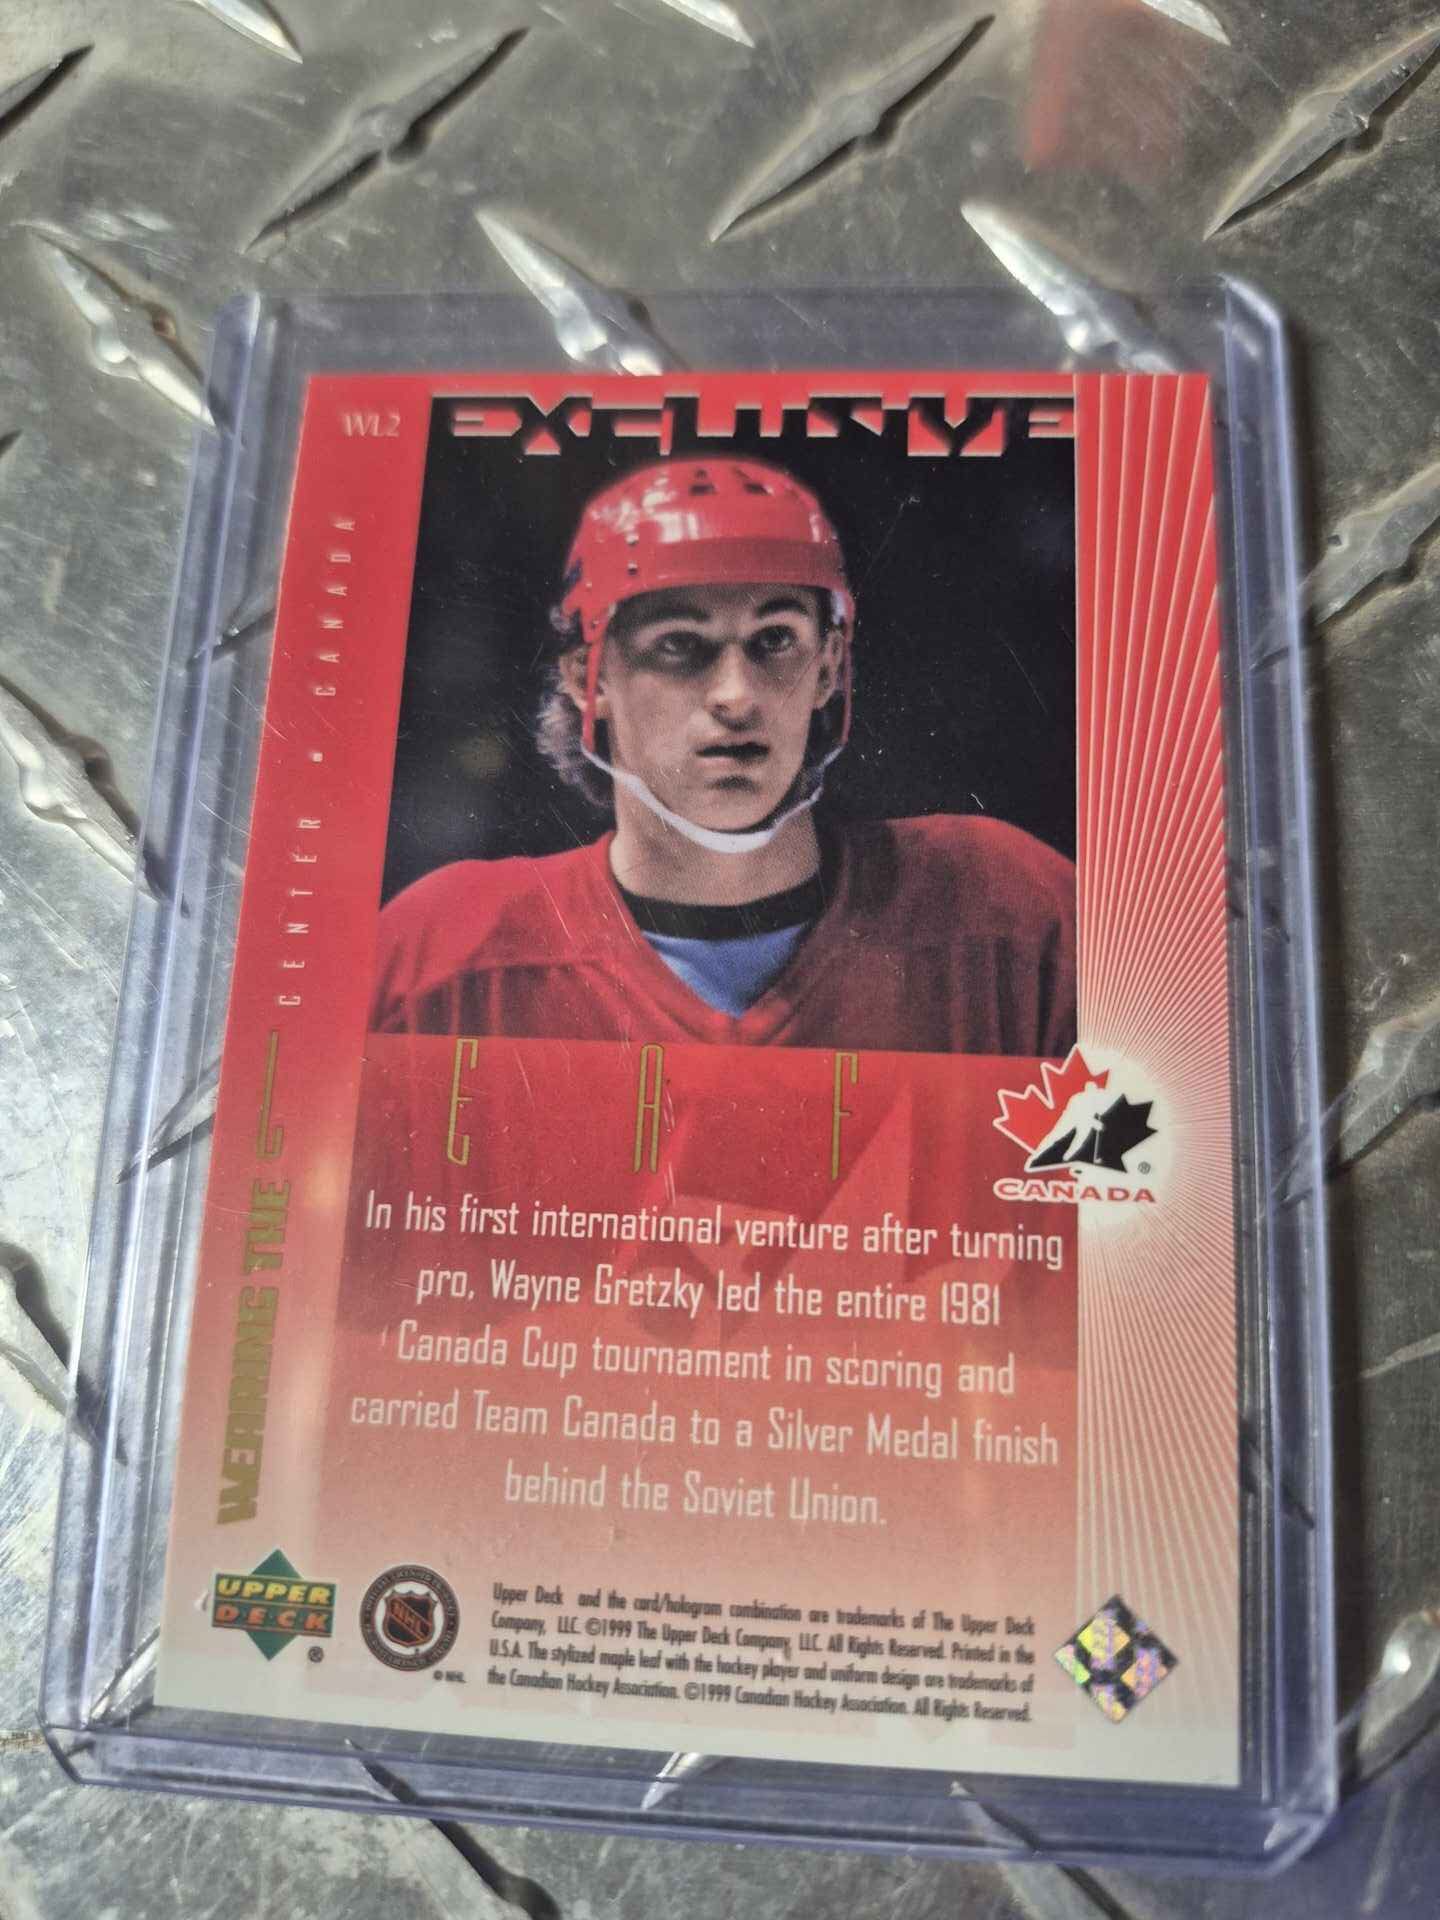 WL2
EXCLUSIVE
CENTER • CANADA
WEARING THE L
E A F
CANADA
®
In his first international venture after turning
pro, Wayne Gretzky led the entire 1981
Canada Cup tournament in scoring and
carried Team Canada to a Silver Medal finish
behind the Soviet Union.
UPPER
DECK
®
NHL
© NHL
Upper Deck and the card/hologram combination are trademarks of The Upper Deck
Company, LLC. ©1999 The Upper Deck Company, LLC. All Rights Reserved. Printed in the
U.S.A. The stylized maple leaf with the hockey player and uniform design are trademarks of
the Canadian Hockey Association. ©1999 Canadian Hockey Association. All Rights Reserved.